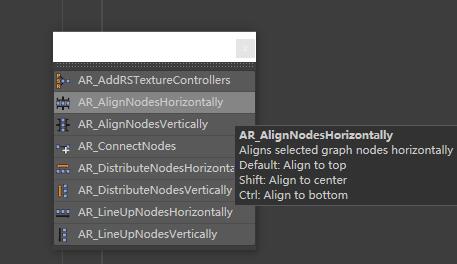 AR_AddRSTextureControllers
AR_AlignNodesHorizontally
AR_AlignNodesVertically
AR_ConnectNodes
AR_DistributeNodesHorizonta
AR_DistributeNodesVertically
AR_LineUpNodesHorizontally
AR_LineUpNodesVertically
AR_AlignNodesHorizontally
Aligns selected graph nodes horizontally
Default: Align to top
Shift: Align to center
Ctrl: Align to bottom